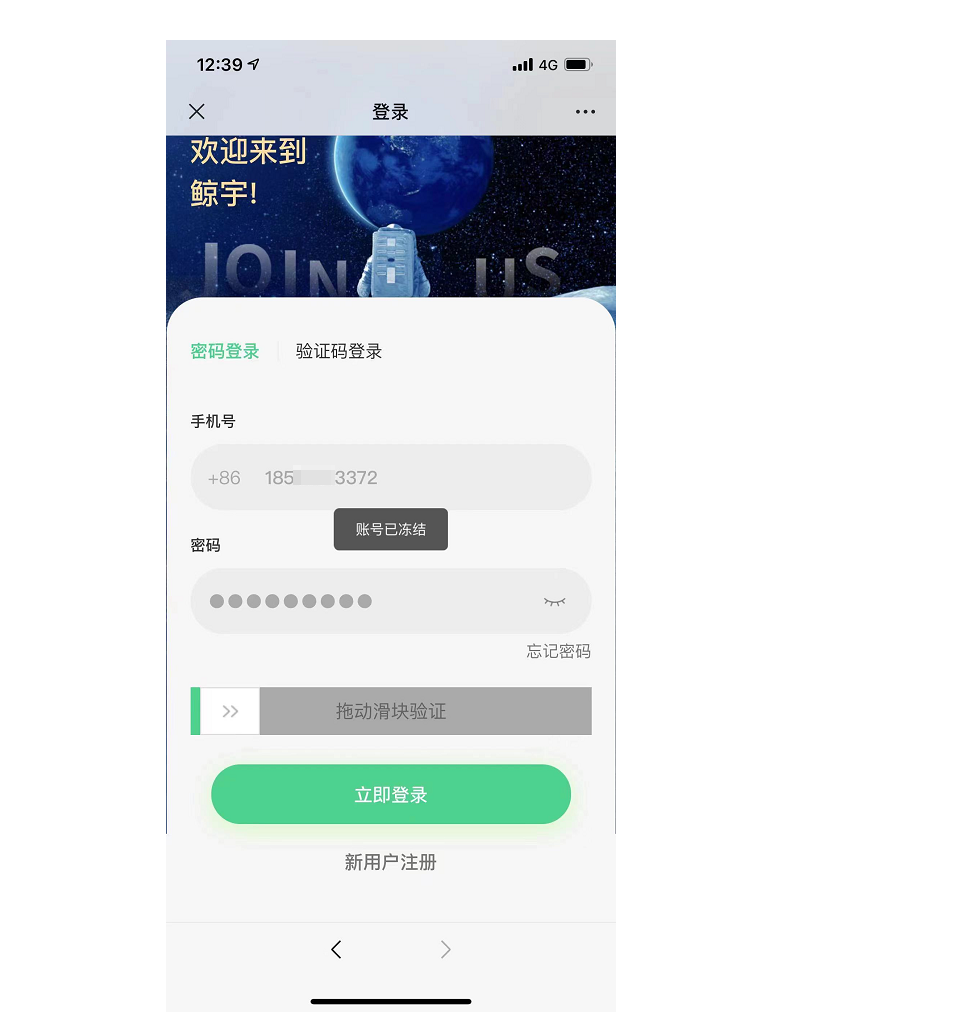 12:39
4G
登录
欢迎来到
鲸宇!
JOIN US
密码登录
验证码登录
手机号
+86 185 3372
账号已冻结
密码
忘记密码
拖动滑块验证
立即登录
新用户注册